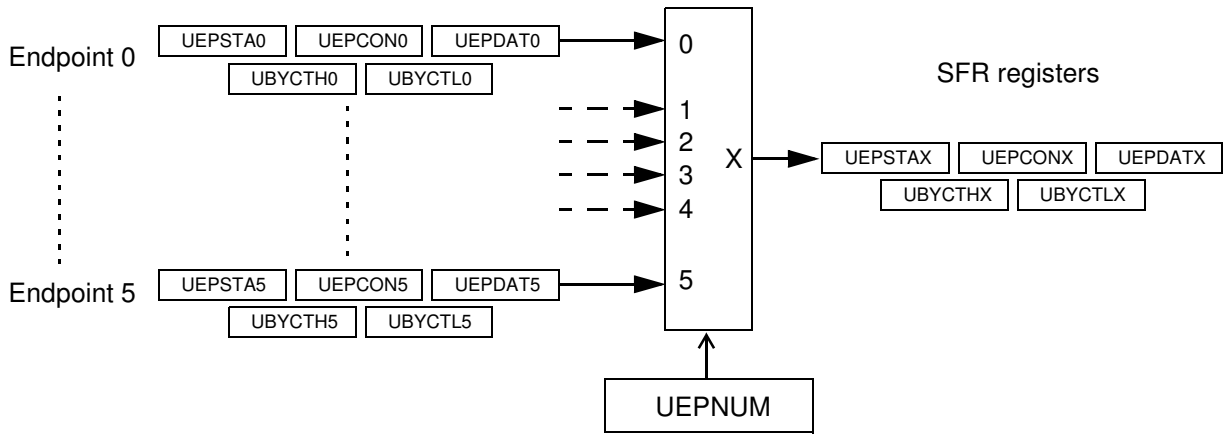 UEPSTA0 UEPCON0 UEPDAT0
Endpoint 0
UBYCTH0 UBYCTL0
0
SFR registers
1
2
3
4
X
UEPSTAX UEPCONX UEPDATX
UBYCTHX UBYCTLX
Endpoint 5
UEPSTA5 UEPCON5 UEPDAT5
UBYCTH5 UBYCTL5
5
UEPNUM